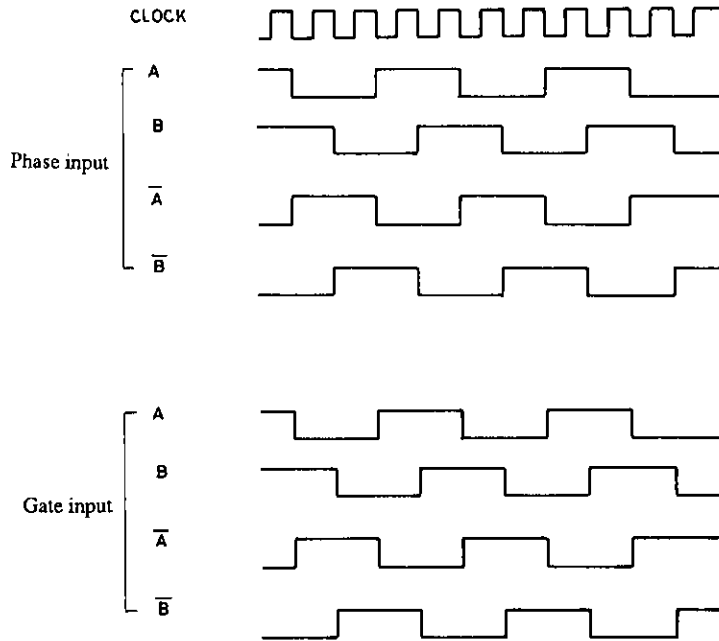 CLOCK
A
B
Phase input
A̅
B̅
A
B
Gate input
A̅
B̅